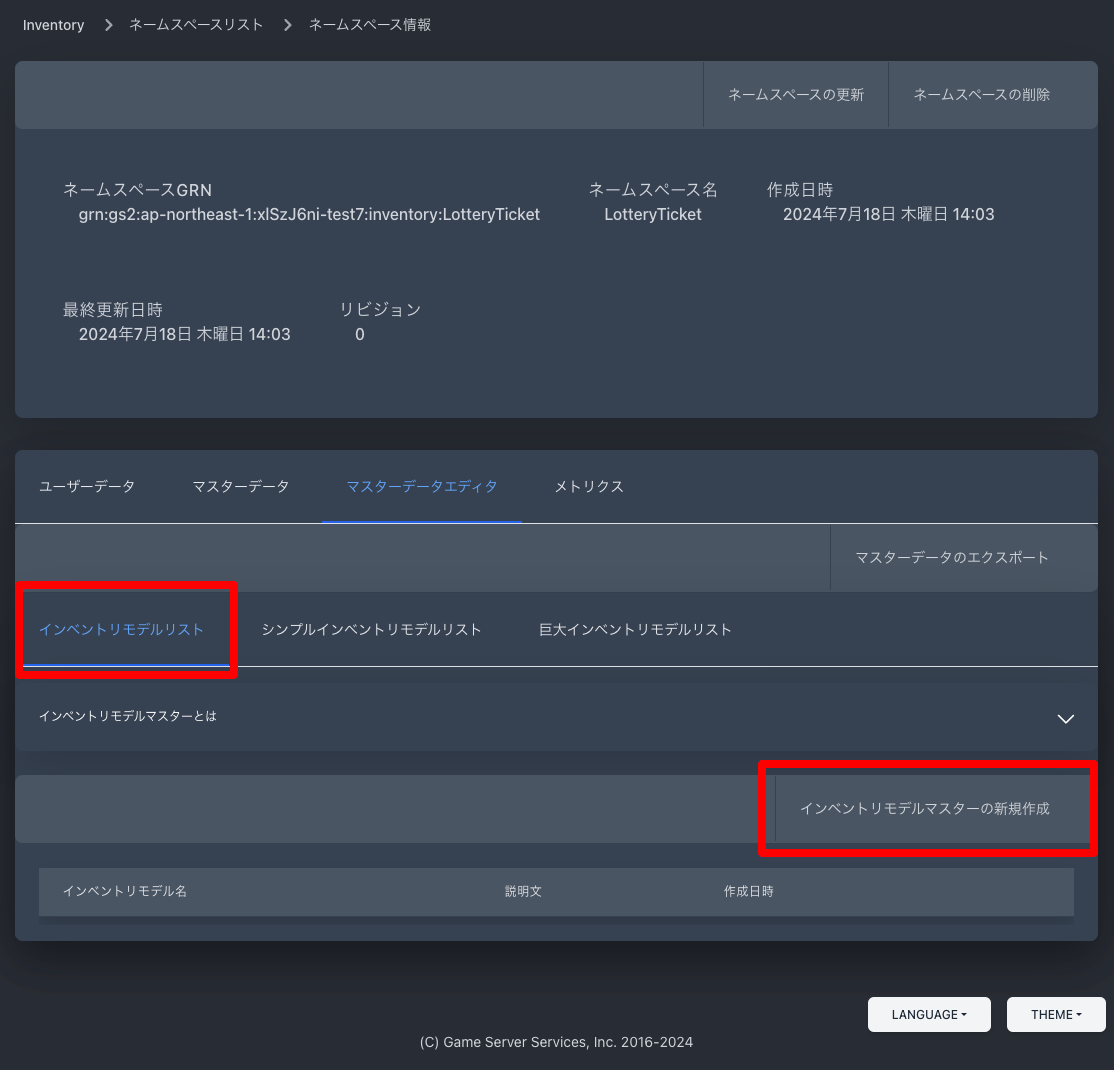 Inventory ネームスペースリスト ネームスペース情報
ネームスペースの更新 ネームスペースの削除
ネームスペースGRN ネームスペース名 作成日時
grn:gs2:ap-northeast-1:xlSzJ6ni-test7:inventory:LotteryTicket LotteryTicket 2024年7月18日 木曜日 14:03
最終更新日時 リビジョン
2024年7月18日 木曜日 14:03 0
ユーザーデータ マスターデータ マスターデータエディタ メトリクス
マスターデータのエクスポート
インベントリモデルリスト シンプルインベントリモデルリスト 巨大インベントリモデルリスト
インベントリモデルマスターとは
インベントリモデルマスターの新規作成
インベントリモデル名 説明文 作成日時
LANGUAGE THEME
(C) Game Server Services, Inc. 2016-2024